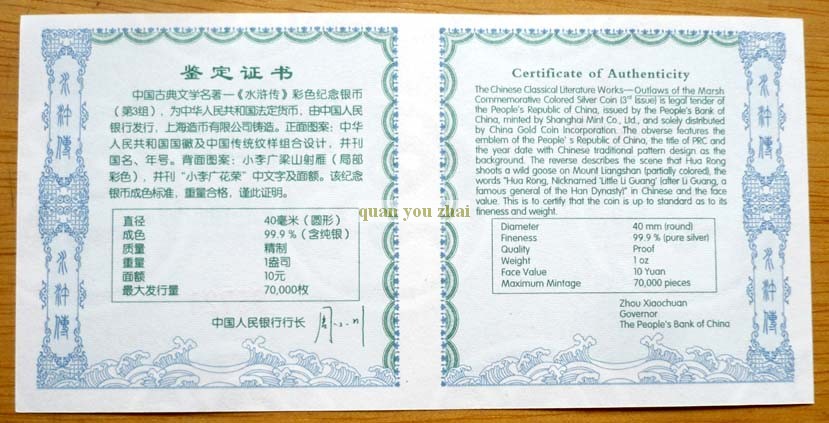 水浒传
鉴定证书
中国古典文学名著—《水浒传》彩色纪念银币
（第3组），为中华人民共和国法定货币，由中国人民
银行发行，上海造币有限公司铸造。正面图案：中华
人民共和国国徽及中国传统纹样组合设计，并刊
国名、年号。背面图案：小李广梁山射雁（局部
彩色），并刊“小李广花荣”中文字及面额。该纪念
银币成色标准，重量合格，谨此证明。
直径 40毫米（圆形）
成色 99.9%（含纯银）
质量 精制
重量 1盎司
面额 10元
最大发行量 70,000枚
中国人民银行行长
水浒传
quan you zhai
Certificate of Authenticity
The Chinese Classical Literature Works—Outlaws of the Marsh
Commemorative Colored Silver Coin (3rd Issue) is legal tender of
the People's Republic of China, issued by the People's Bank of
China, minted by Shanghai Mint Co., Ltd., and solely distributed
by China Gold Coin Incorporation. The obverse features the
emblem of the People' s Republic of China, the title of PRC and
the year date with Chinese traditional pattern design as the
background. The reverse describes the scene that Hua Rong
shoots a wild goose on Mount Liangshan (partially colored), the
words "Hua Rong, Nicknamed 'Little Li Guang' (after Li Guang, a
famous general of the Han Dynasty)" in Chinese and the face
value. This is to certify that the coin is up to standard as to its
fineness and weight.
Diameter 40 mm (round)
Fineness 99.9% (pure silver)
Quality Proof
Weight 1 oz
Face Value 10 Yuan
Maximum Mintage 70,000 pieces
Zhou Xiaochuan
Governor
The People's Bank of China
水浒传
水浒传